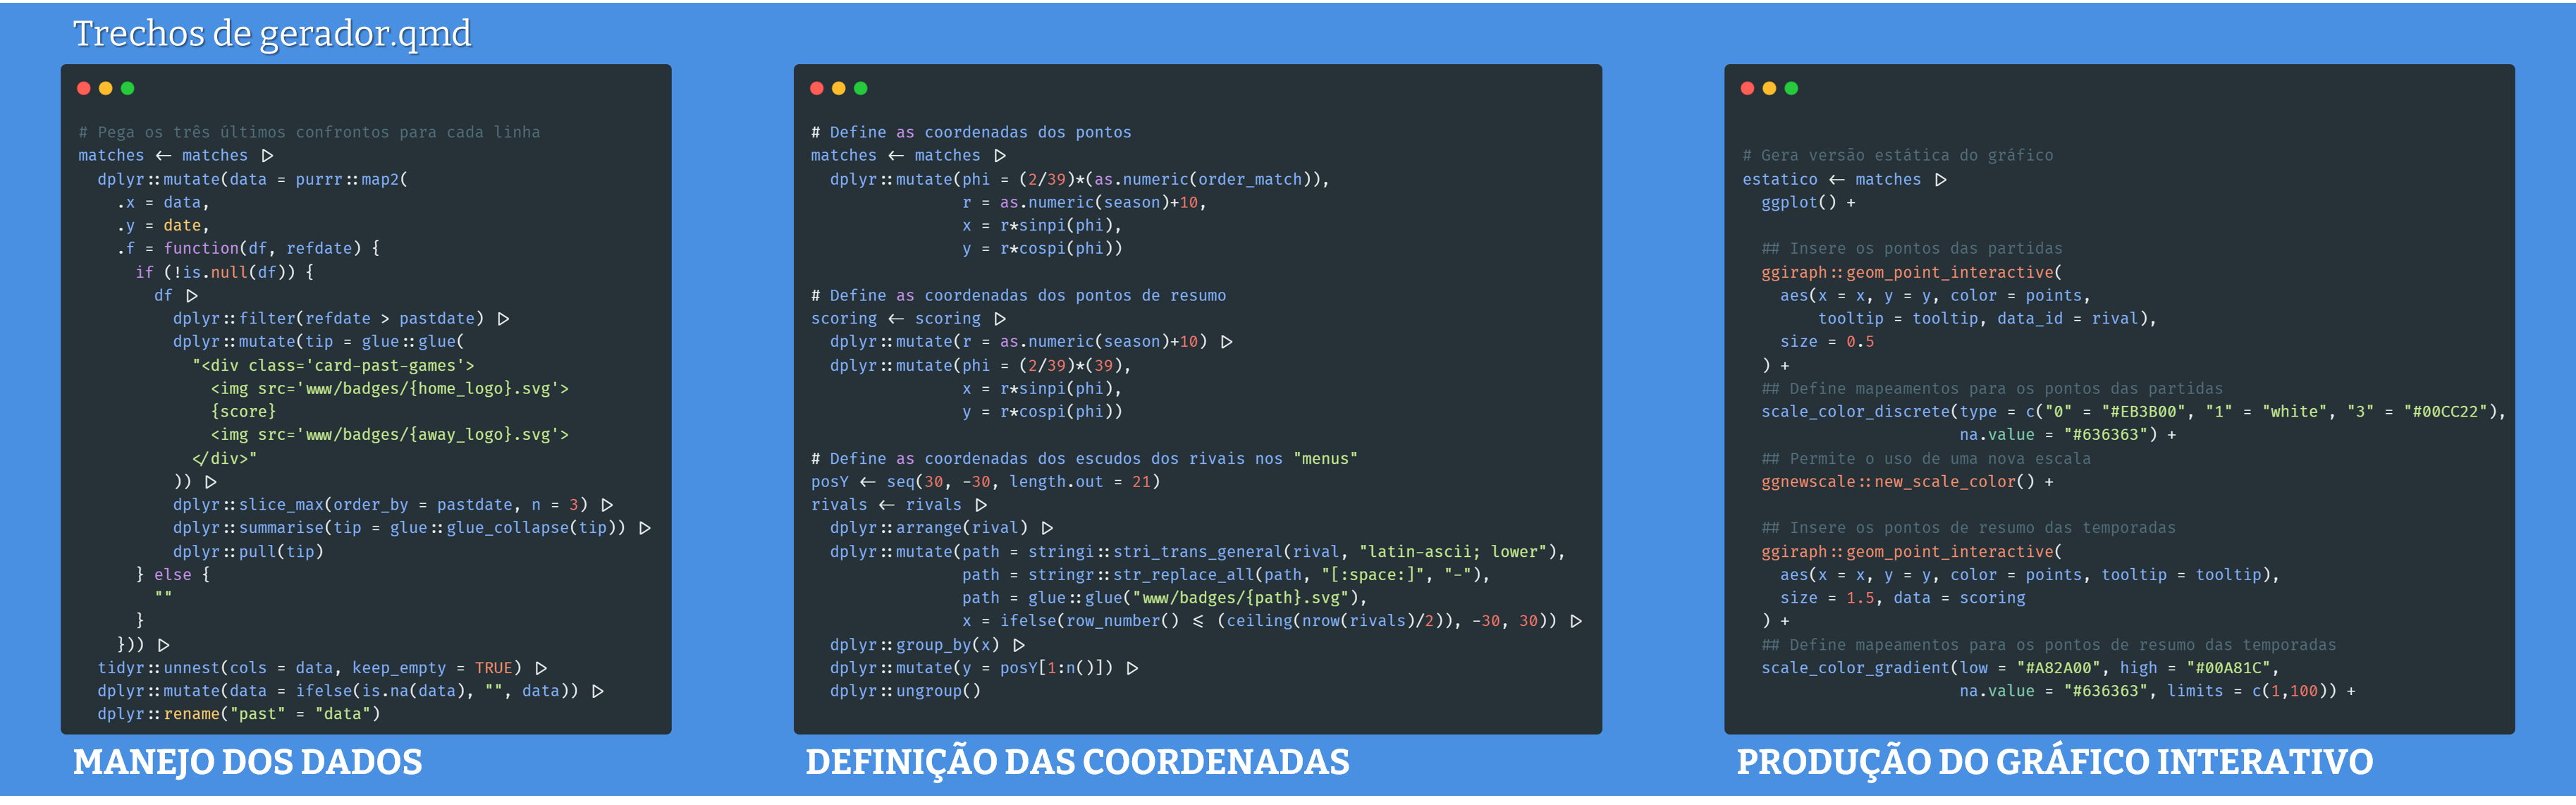 Trechos de gerador.qmd
# Pega os três últimos confrontos para cada linha
matches <- matches |>
  dplyr::mutate(data = purrr::map2(
    .x = data,
    .y = date,
    .f = function(df, refdate) {
      if (!is.null(df)) {
        df |>
          dplyr::filter(refdate > pastdate) |>
          dplyr::mutate(tip = glue::glue(
            "<div class='card-past-games'>
              <img src='www/badges/{home_logo}.svg'>
              {score}
              <img src='www/badges/{away_logo}.svg'>
            </div>"
          )) |>
          dplyr::slice_max(order_by = pastdate, n = 3) |>
          dplyr::summarise(tip = glue::glue_collapse(tip)) |>
          dplyr::pull(tip)
      } else {
        ""
      }
    })) |>
  tidyr::unnest(cols = data, keep_empty = TRUE) |>
  dplyr::mutate(data = ifelse(is.na(data), "", data)) |>
  dplyr::rename("past" = "data")
MANEJO DOS DADOS
# Define as coordenadas dos pontos
matches <- matches |>
  dplyr::mutate(phi = (2/39)*(as.numeric(order_match)),
                r = as.numeric(season)+10,
                x = r*sinpi(phi),
                y = r*cospi(phi))
# Define as coordenadas dos pontos de resumo
scoring <- scoring |>
  dplyr::mutate(r = as.numeric(season)+10) |>
  dplyr::mutate(phi = (2/39)*(39),
                x = r*sinpi(phi),
                y = r*cospi(phi))
# Define as coordenadas dos escudos dos rivais nos "menus"
posY <- seq(30, -30, length.out = 21)
rivals <- rivals |>
  dplyr::arrange(rival) |>
  dplyr::mutate(path = stringi::stri_trans_general(rival, "latin-ascii; lower"),
                path = stringr::str_replace_all(path, "[:space:]", "-"),
                path = glue::glue("www/badges/{path}.svg"),
                x = ifelse(row_number() <= (ceiling(nrow(rivals)/2)), -30, 30)) |>
  dplyr::group_by(x) |>
  dplyr::mutate(y = posY[1:n()]) |>
  dplyr::ungroup()
DEFINIÇÃO DAS COORDENADAS
# Gera versão estática do gráfico
estatico <- matches |>
  ggplot() +
  ## Insere os pontos das partidas
  ggiraph::geom_point_interactive(
    aes(x = x, y = y, color = points,
        tooltip = tooltip, data_id = rival),
    size = 0.5
  ) +
  ## Define mapeamentos para os pontos das partidas
  scale_color_discrete(type = c("0" = "#EB3B00", "1" = "white", "3" = "#00CC22"),
                       na.value = "#636363") +
  ## Permite o uso de uma nova escala
  ggnewscale::new_scale_color() +
  ## Insere os pontos de resumo das temporadas
  ggiraph::geom_point_interactive(
    aes(x = x, y = y, color = points, tooltip = tooltip),
    size = 1.5, data = scoring
  ) +
  ## Define mapeamentos para os pontos de resumo das temporadas
  scale_color_gradient(low = "#A82A00", high = "#00A81C",
                       na.value = "#636363", limits = c(1,100)) +
PRODUÇÃO DO GRÁFICO INTERATIVO